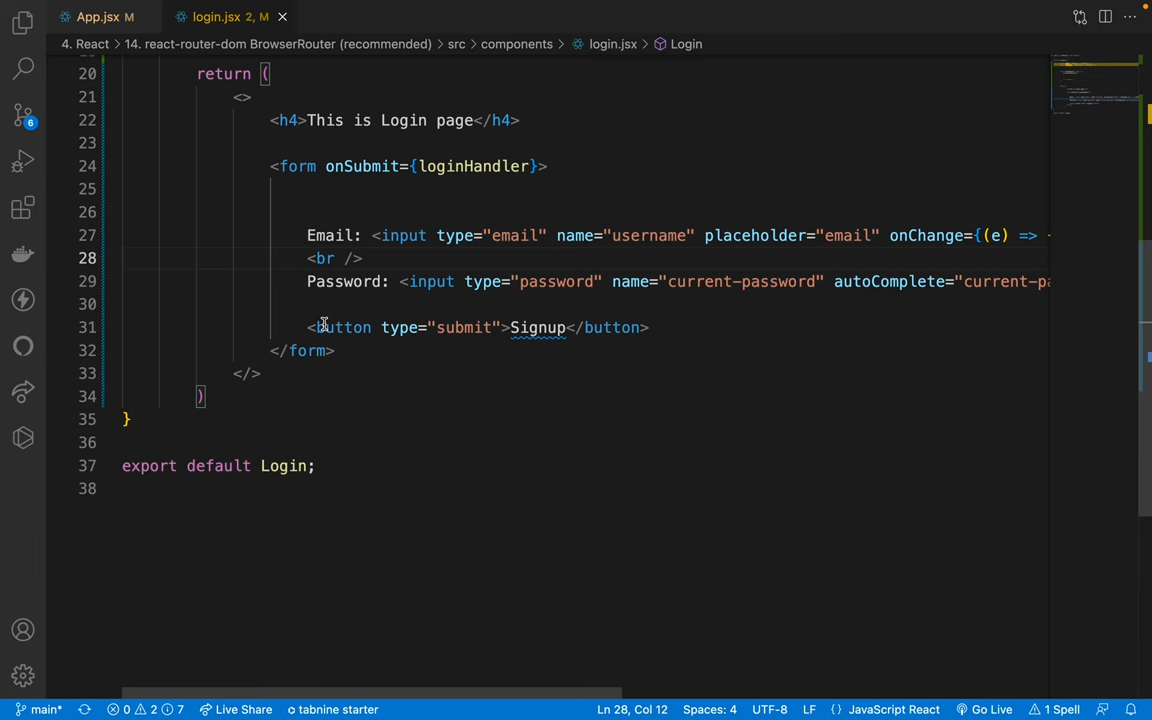 App.jsx M
login.jsx 2, M
4. React > 14. react-router-dom BrowserRouter (recommended) > src > components > login.jsx > Login
20 return (
21 <>
22 <h4>This is Login page</h4>
23
24 <form onSubmit={loginHandler}>
25
26
27 Email: <input type="email" name="username" placeholder="email" onChange={(e) =>
28 <br />
29 Password: <input type="password" name="current-password" autoComplete="current-pa
30
31 <button type="submit">Signup</button>
32 </form>
33 </>
34 )
35 }
36
37 export default Login;
38
6
main* 0 2 7 Live Share tabnine starter Ln 28, Col 12 Spaces: 4 UTF-8 LF {} JavaScript React Go Live 1 Spell